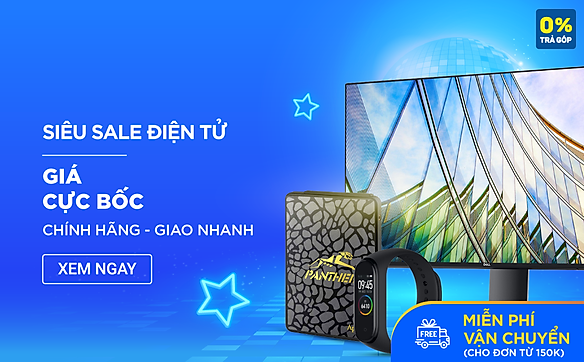 0%
TRẢ GÓP
SIÊU SALE ĐIỆN TỬ
GIÁ
CỰC BỐC
CHÍNH HÃNG - GIAO NHANH
XEM NGAY
PANTHER
09:45
FREE
MIỄN PHÍ
VẬN CHUYỂN
(CHO ĐƠN TỪ 150K)